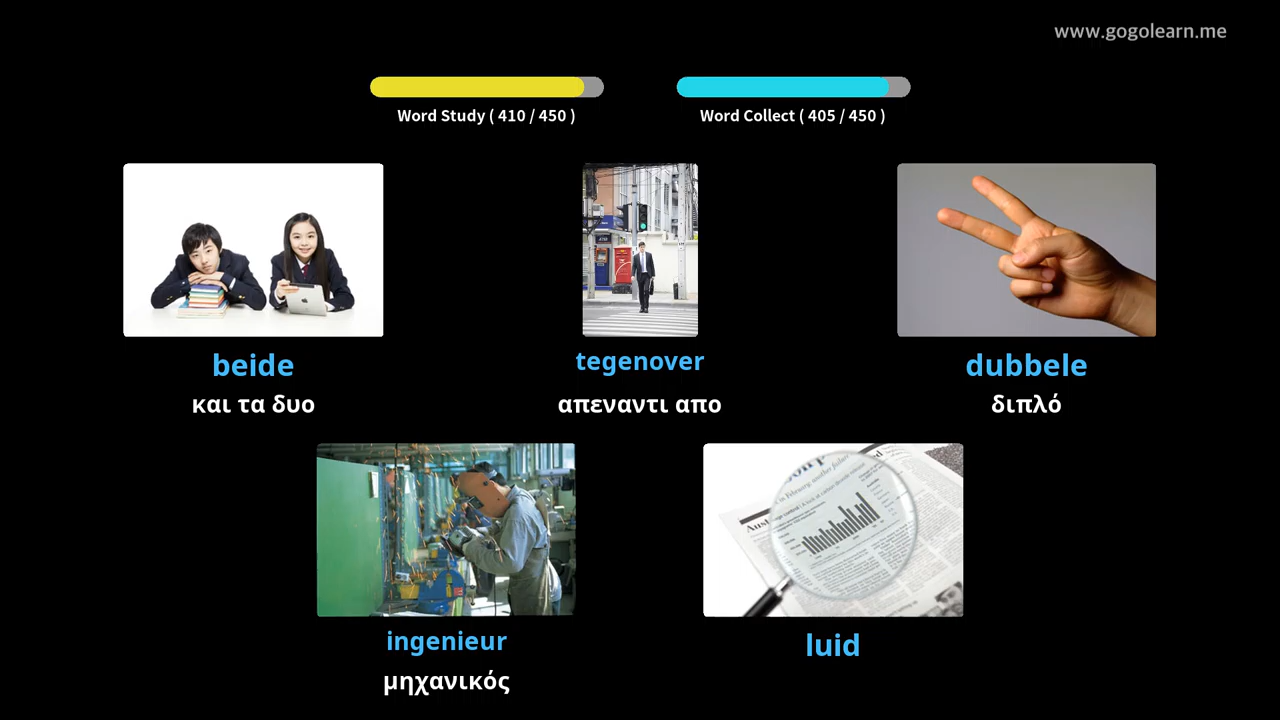 www.gogolearn.me
Word Study ( 410 / 450 )
Word Collect ( 405 / 450 )
beide
και τα δυο
tegenover
απεναντι απο
dubbele
διπλό
ingenieur
μηχανικός
luid